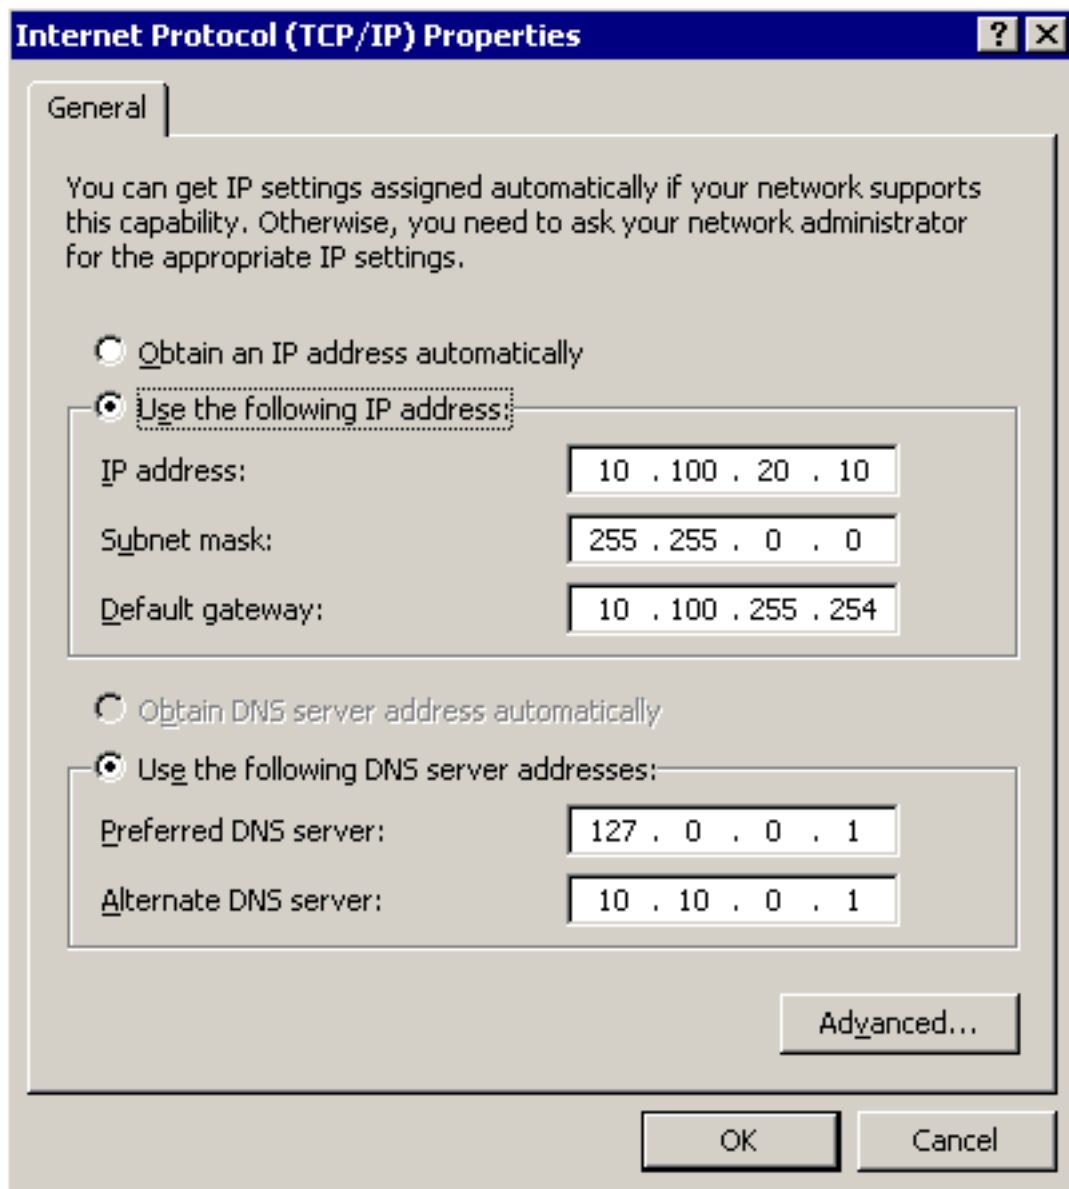 Internet Protocol (TCP/IP) Properties
General
You can get IP settings assigned automatically if your network supports
this capability. Otherwise, you need to ask your network administrator
for the appropriate IP settings.
Obtain an IP address automatically
Use the following IP address:
IP address: 10 . 100 . 20 . 10
Subnet mask: 255 . 255 . 0 . 0
Default gateway: 10 . 100 . 255 . 254
Obtain DNS server address automatically
Use the following DNS server addresses:
Preferred DNS server: 127 . 0 . 0 . 1
Alternate DNS server: 10 . 10 . 0 . 1
Advanced...
OK Cancel